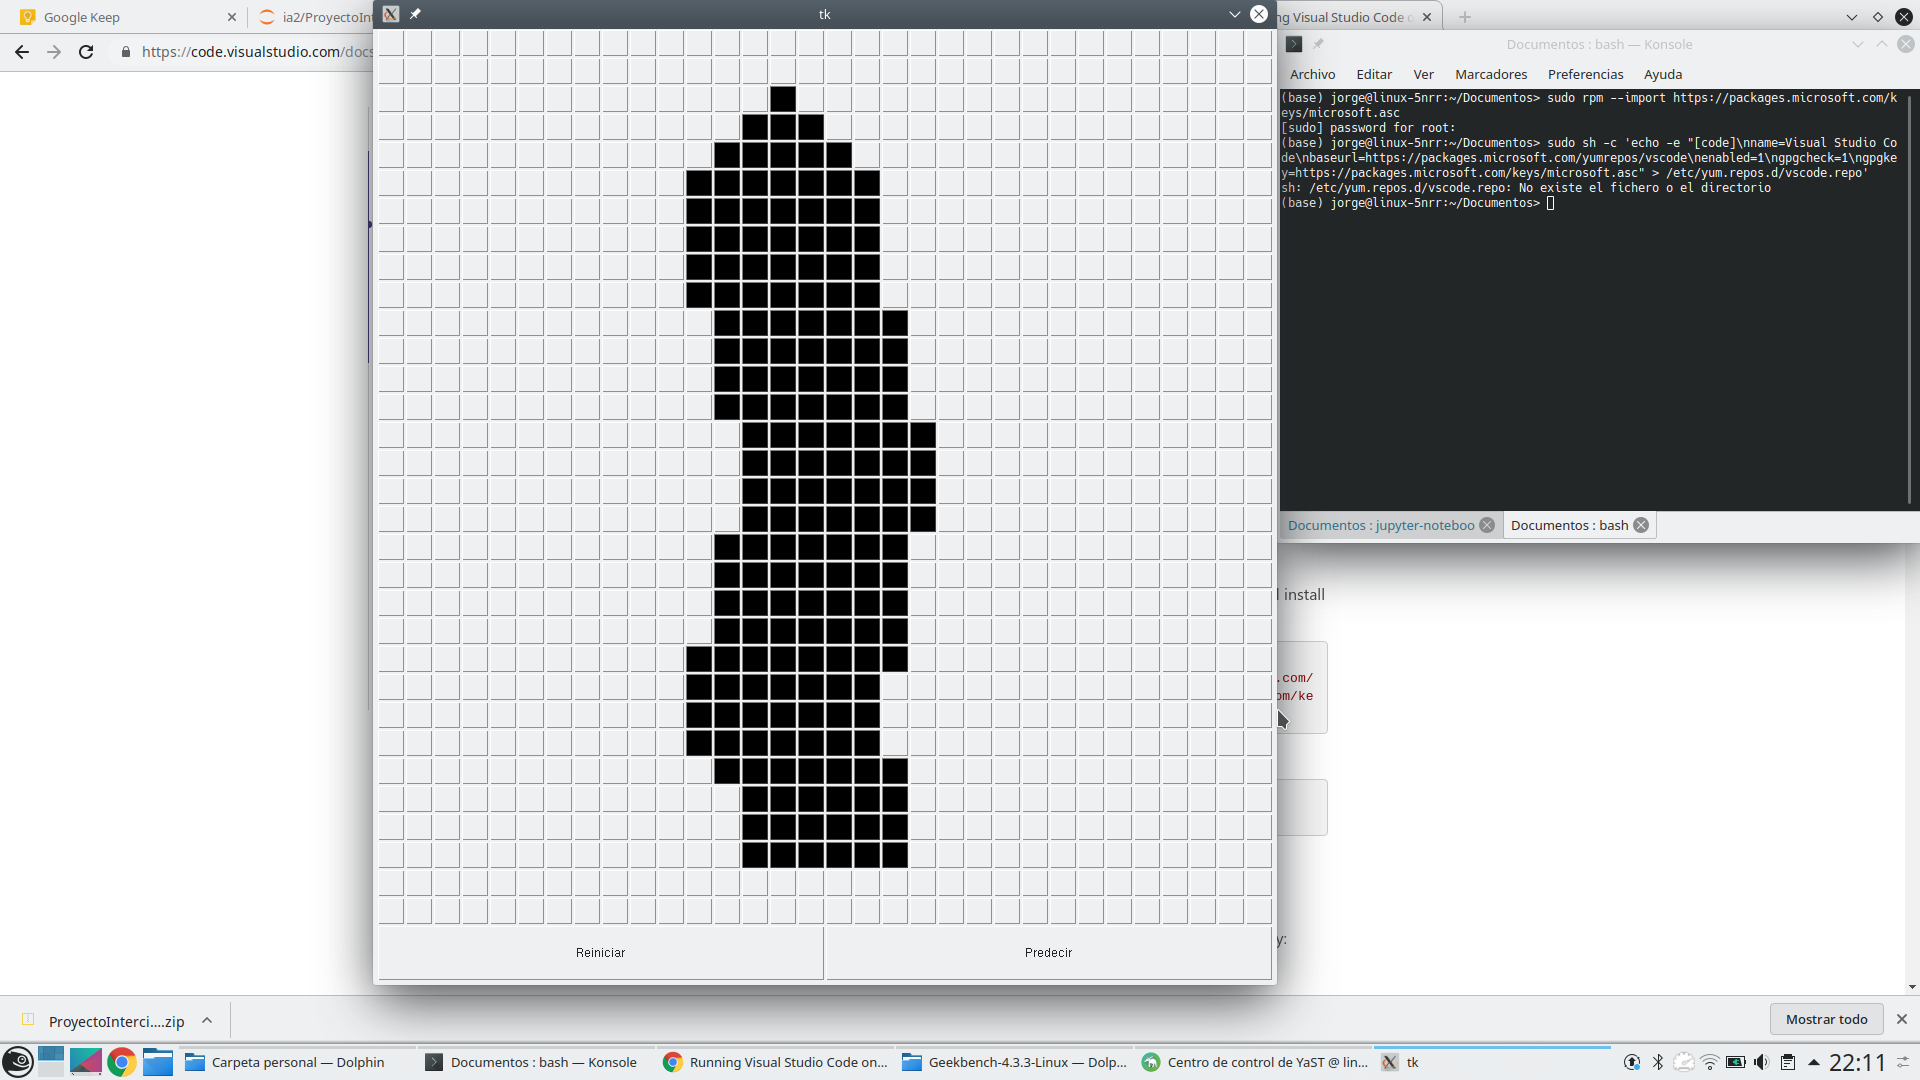 Google Keep
ia2/ProyectoIn
tk
ng Visual Studio Code
https://code.visualstudio.com/docs
Documentos : bash — Konsole
Archivo Editar Ver Marcadores Preferencias Ayuda
(base) jorge@linux-5nrr:~/Documentos> sudo rpm --import https://packages.microsoft.com/k
eys/microsoft.asc
[sudo] password for root:
(base) jorge@linux-5nrr:~/Documentos> sudo sh -c 'echo -e "[code]\nname=Visual Studio Co
de\nbaseurl=https://packages.microsoft.com/yumrepos/vscode\nenabled=1\ngpgcheck=1\ngpgke
y=https://packages.microsoft.com/keys/microsoft.asc" > /etc/yum.repos.d/vscode.repo'
sh: /etc/yum.repos.d/vscode.repo: No existe el fichero o el directorio
(base) jorge@linux-5nrr:~/Documentos>
Documentos : jupyter-noteboo
Documentos : bash
install
.com/
om/ke
y:
Reiniciar
Predecir
ProyectoInterci....zip
Mostrar todo
Carpeta personal — Dolphin
Documentos : bash — Konsole
Running Visual Studio Code on...
Geekbench-4.3.3-Linux — Dolp...
Centro de control de YaST @ lin...
tk
22:11